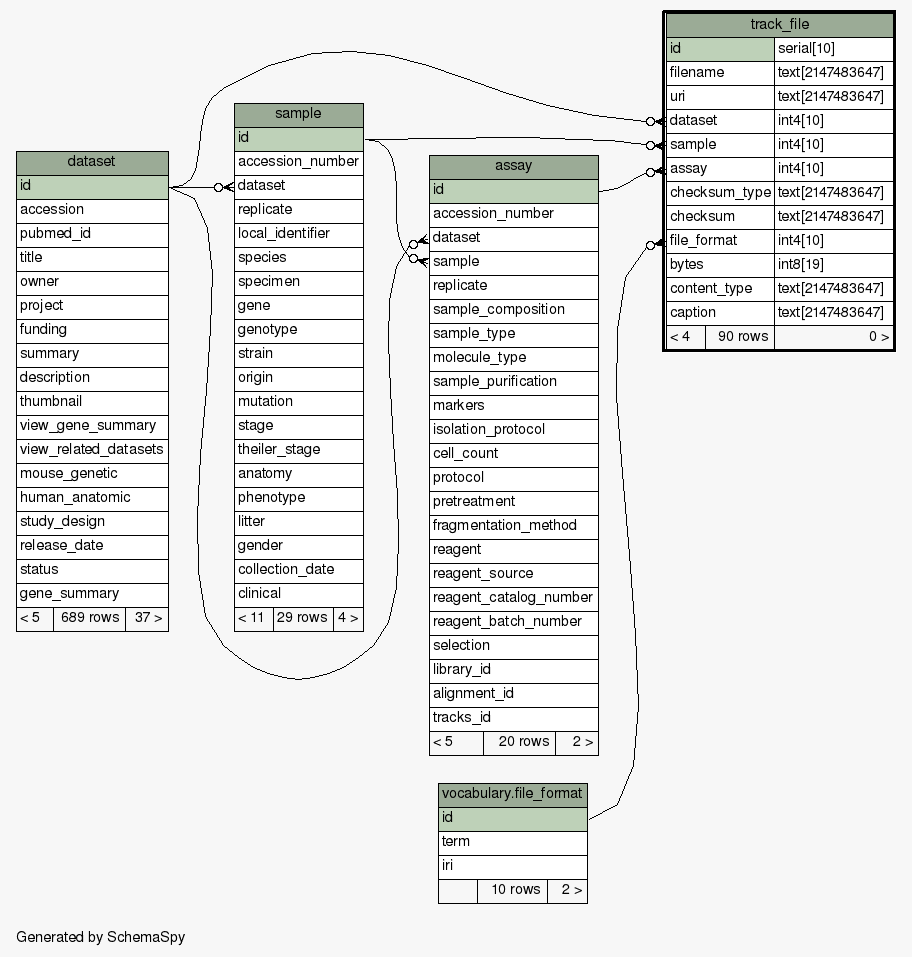 track_file
id serial[10]
filename text[2147483647]
uri text[2147483647]
dataset int4[10]
sample int4[10]
assay int4[10]
checksum_type text[2147483647]
checksum text[2147483647]
file_format int4[10]
bytes int8[19]
content_type text[2147483647]
caption text[2147483647]
< 4 90 rows 0 >
sample
id
accession_number
dataset
replicate
local_identifier
species
specimen
gene
genotype
strain
origin
mutation
stage
theiler_stage
anatomy
phenotype
litter
gender
collection_date
clinical
< 11 29 rows 4 >
dataset
id
accession
pubmed_id
title
owner
project
funding
summary
description
thumbnail
view_gene_summary
view_related_datasets
mouse_genetic
human_anatomic
study_design
release_date
status
gene_summary
< 5 689 rows 37 >
assay
id
accession_number
dataset
sample
replicate
sample_composition
sample_type
molecule_type
sample_purification
markers
isolation_protocol
cell_count
protocol
pretreatment
fragmentation_method
reagent
reagent_source
reagent_catalog_number
reagent_batch_number
selection
library_id
alignment_id
tracks_id
< 5 20 rows 2 >
vocabulary.file_format
id
term
iri
10 rows 2 >
Generated by SchemaSpy